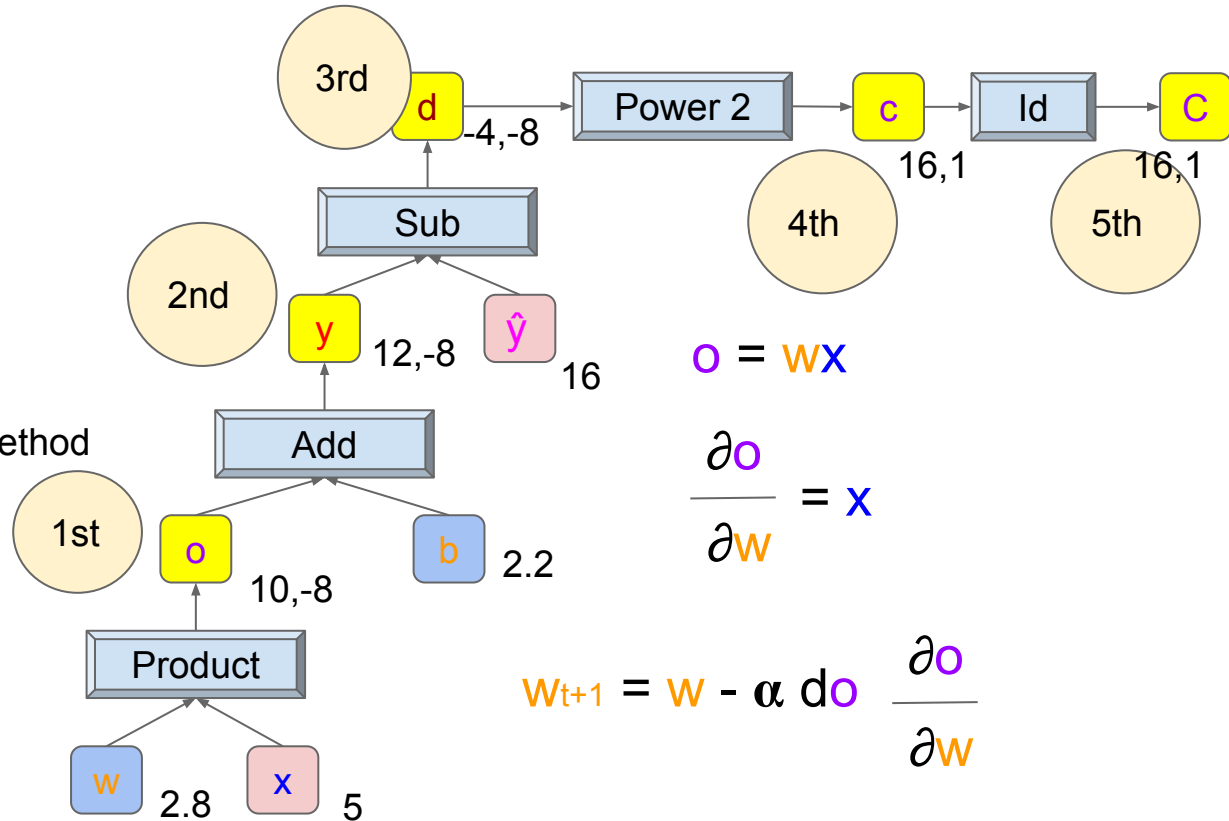 3rd
d
-4,-8
Power 2
c
16,1
Id
C
16,1
4th
5th
Sub
2nd
y
12,-8
ŷ
16
o = wx
Add
ethod
∂o
∂w
= x
1st
o
10,-8
b
2.2
Product
wt+1 = w - α do
∂o
∂w
w
2.8
x
5